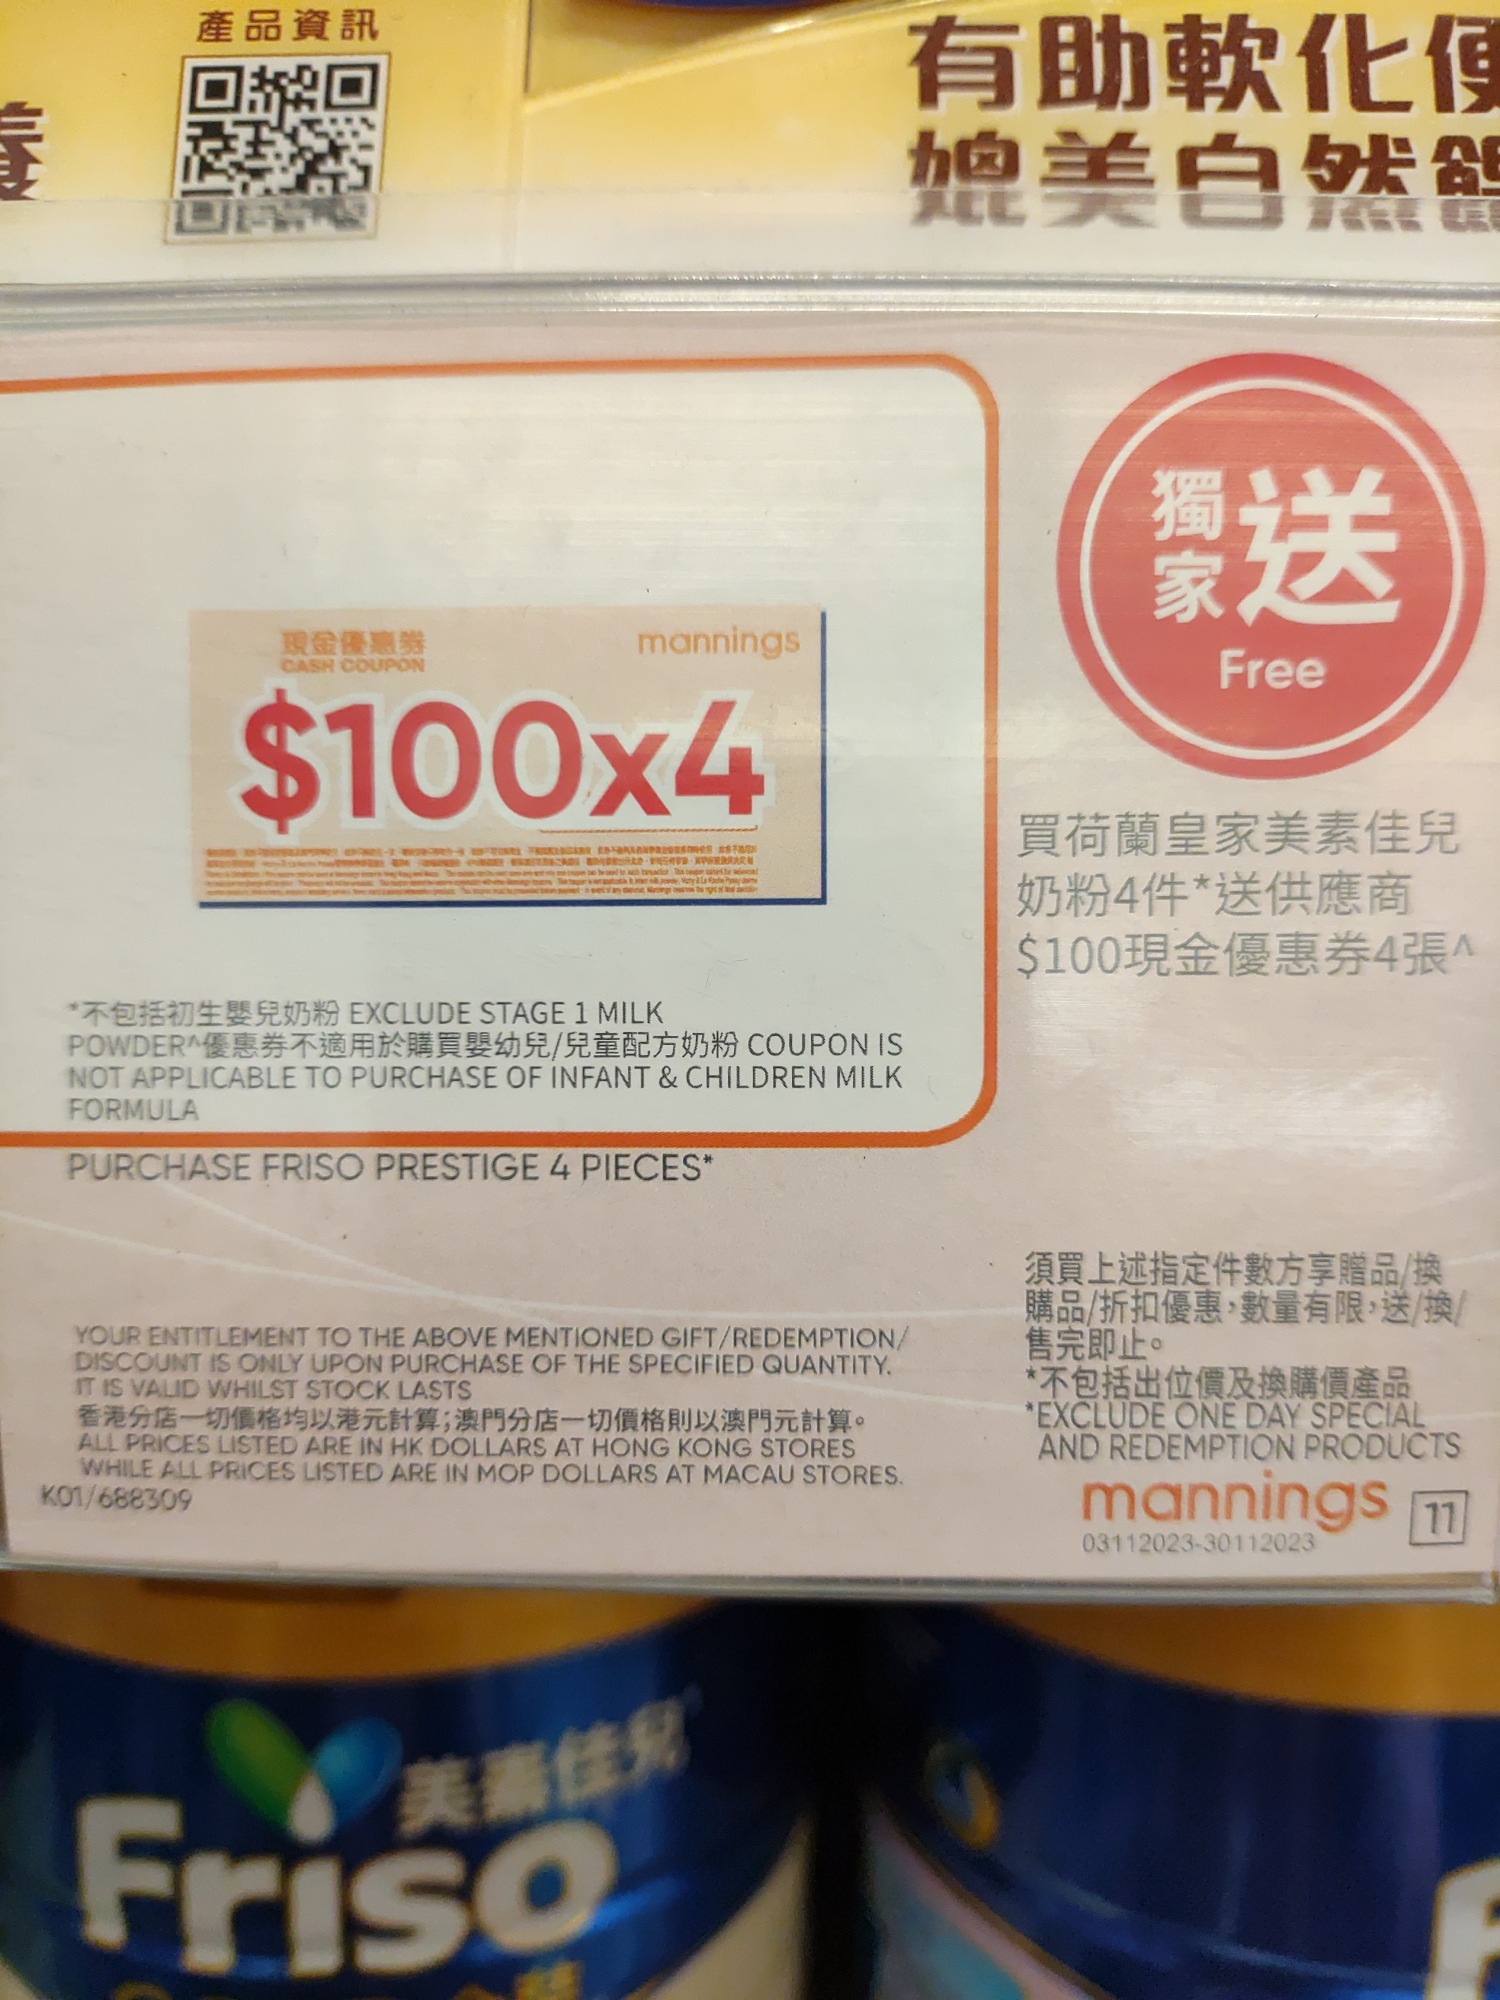 產品資訊
養
有助軟化便
媲美自然
現金優惠券
CASH COUPON
mannings
$100x4
獨家
送
Free
買荷蘭皇家美素佳兒
奶粉4件*送供應商
$100現金優惠券4張^
*不包括初生嬰兒奶粉 EXCLUDE STAGE 1 MILK
POWDER^優惠券不適用於購買嬰幼兒/兒童配方奶粉 COUPON IS
NOT APPLICABLE TO PURCHASE OF INFANT & CHILDREN MILK
FORMULA
PURCHASE FRISO PRESTIGE 4 PIECES*
YOUR ENTITLEMENT TO THE ABOVE MENTIONED GIFT/REDEMPTION/
DISCOUNT IS ONLY UPON PURCHASE OF THE SPECIFIED QUANTITY.
IT IS VALID WHILST STOCK LASTS
香港分店一切價格均以港元計算;澳門分店一切價格則以澳門元計算。
ALL PRICES LISTED ARE IN HK DOLLARS AT HONG KONG STORES
WHILE ALL PRICES LISTED ARE IN MOP DOLLARS AT MACAU STORES.
K01/688309
須買上述指定件數方享贈品/換
購品/折扣優惠,數量有限,送/換/
售完即止。
*不包括出位價及換購價產品
*EXCLUDE ONE DAY SPECIAL
AND REDEMPTION PRODUCTS
mannings
11
03112023-30112023
美素佳兒
Friso